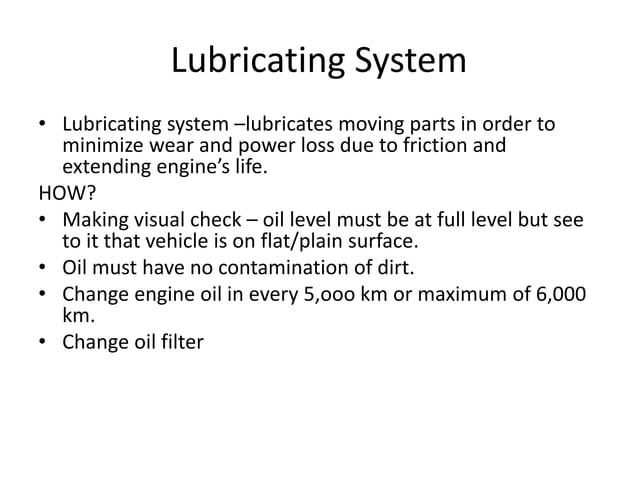 Lubricating System
• Lubricating system –lubricates moving parts in order to
minimize wear and power loss due to friction and
extending engine’s life.
HOW?
• Making visual check – oil level must be at full level but see
to it that vehicle is on flat/plain surface.
• Oil must have no contamination of dirt.
• Change engine oil in every 5,ooo km or maximum of 6,000
km.
• Change oil filter